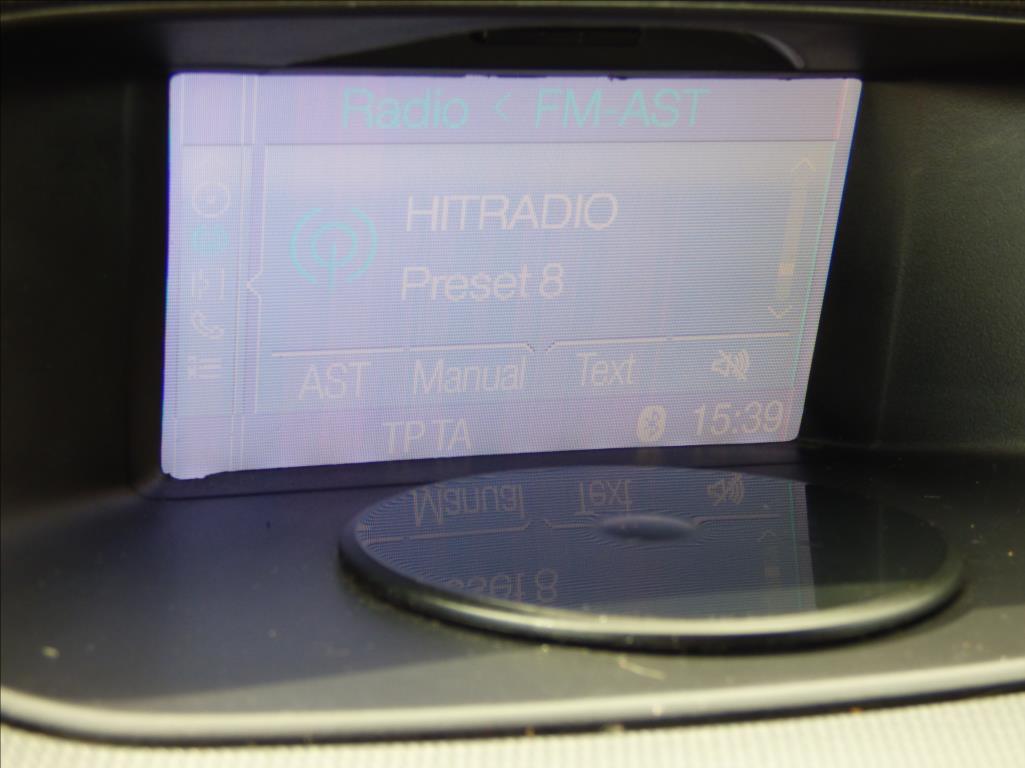 Radio < FM-AST
HITRADIO
Preset 8
AST Manual Text
TP TA 15:39